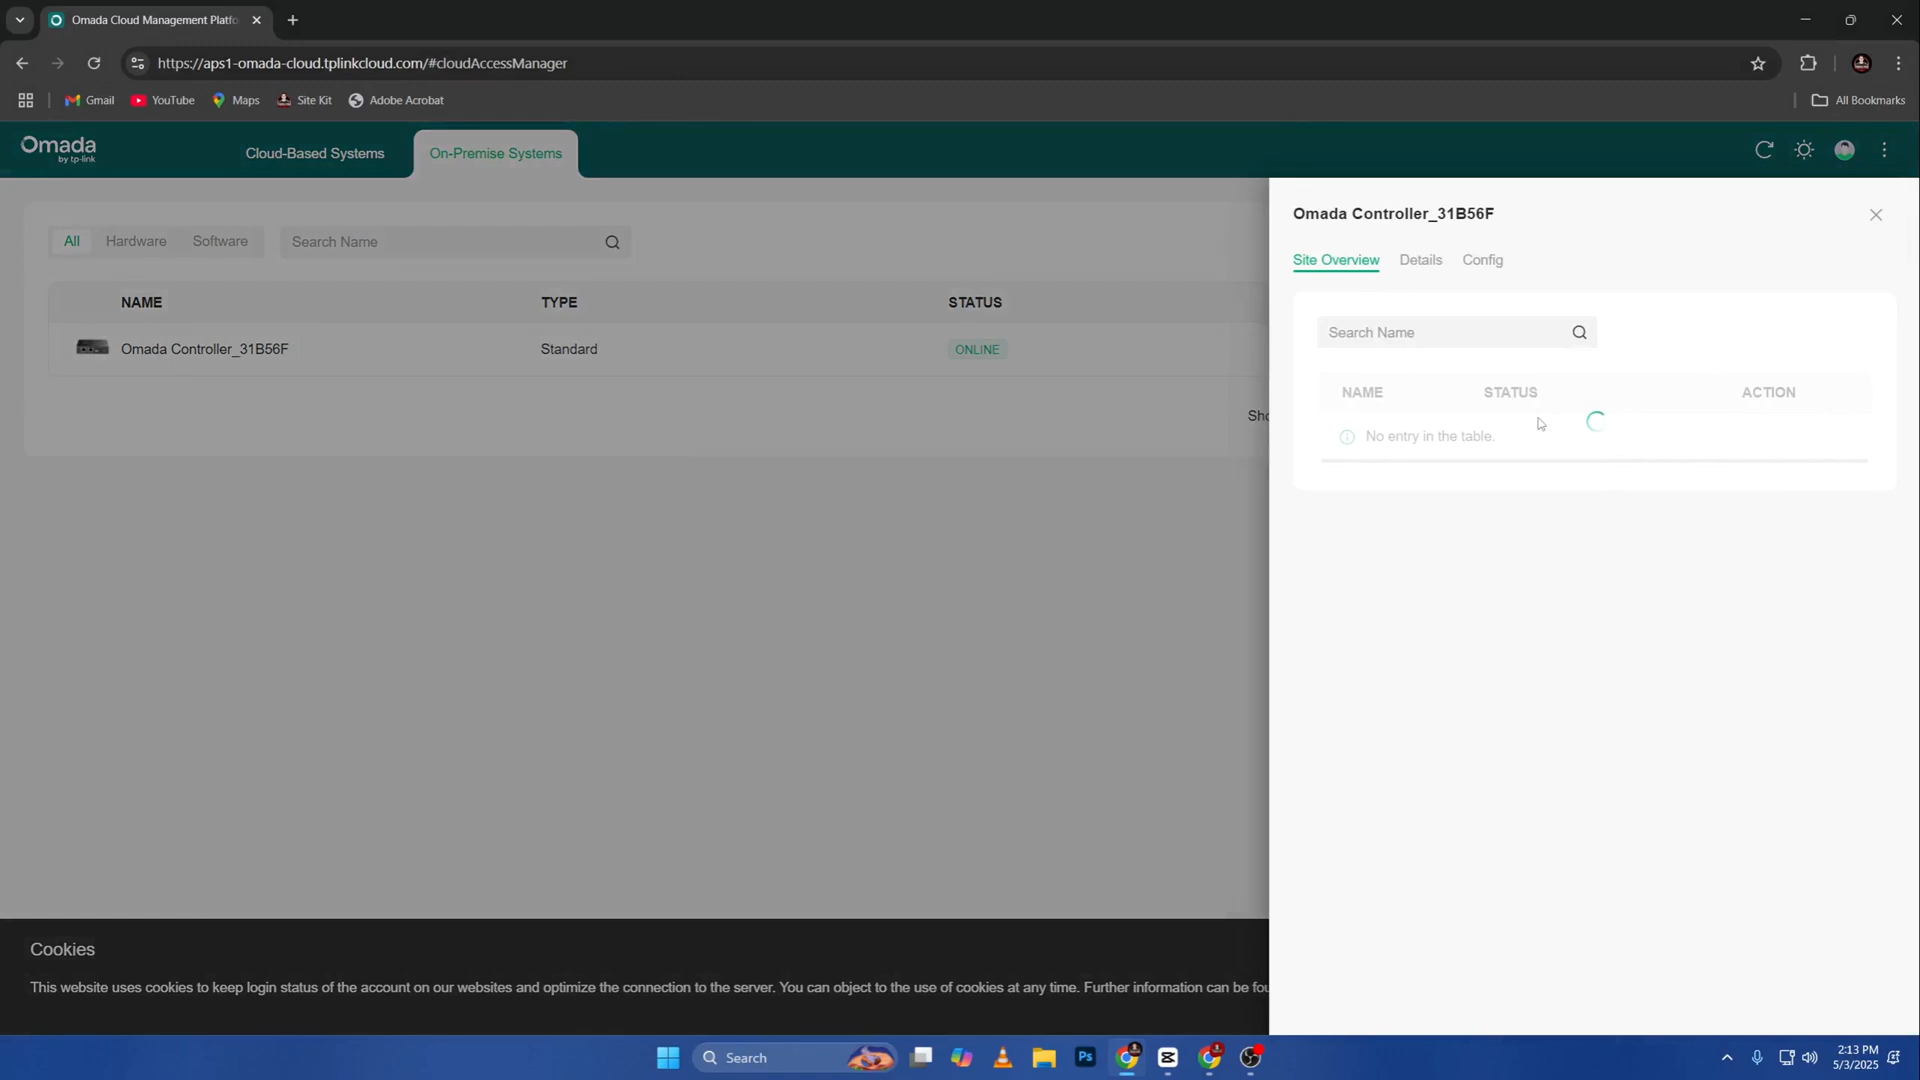 Omada Cloud Management Platfo
https://aps1-omada-cloud.tplinkcloud.com/#cloudAccessManager
Gmail
YouTube
Maps
Site Kit
Adobe Acrobat
All Bookmarks
Omada
by tp-link
Cloud-Based Systems
On-Premise Systems
All
Hardware
Software
Search Name
NAME
TYPE
STATUS
Omada Controller_31B56F
Standard
ONLINE
Sho
Omada Controller_31B56F
Site Overview
Details
Config
Search Name
NAME
STATUS
ACTION
No entry in the table.
Cookies
This website uses cookies to keep login status of the account on our websites and optimize the connection to the server. You can object to the use of cookies at any time. Further information can be fou
Search
Ps
2:13 PM
5/3/2025